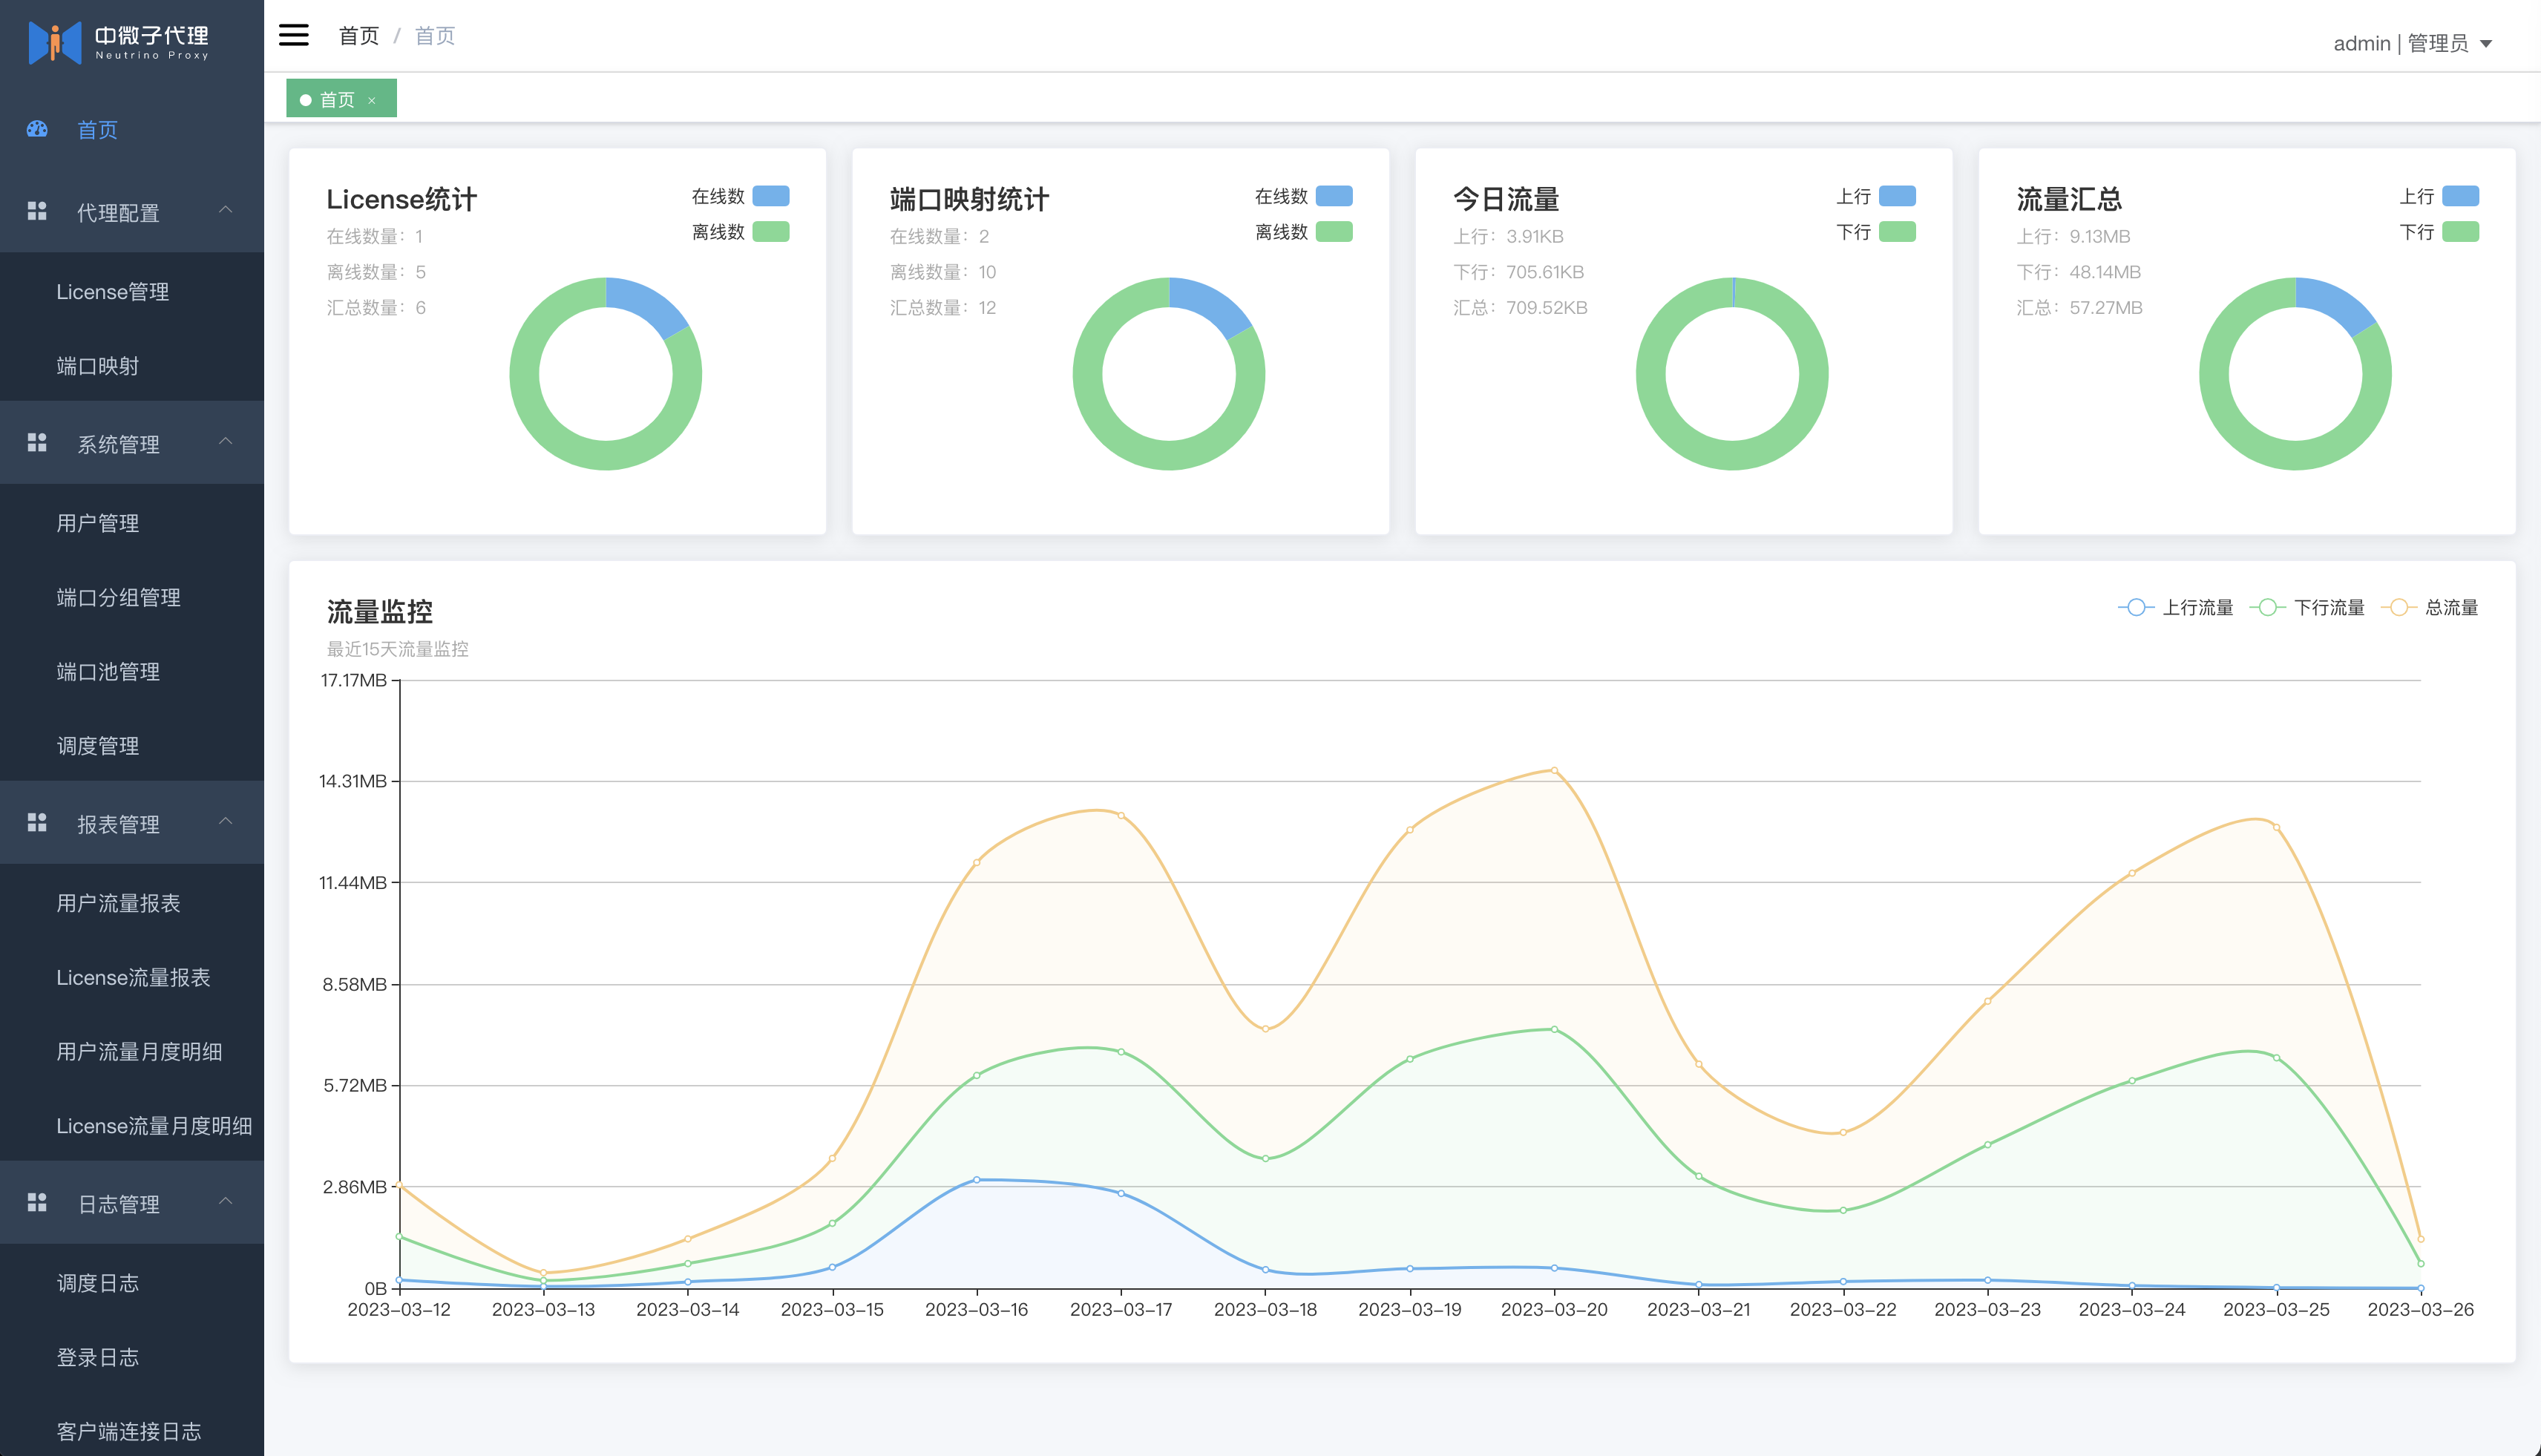 中微子代理
Neutrino Proxy
首页
代理配置
License管理
端口映射
系统管理
用户管理
端口分组管理
端口池管理
调度管理
报表管理
用户流量报表
License流量报表
用户流量月度明细
License流量月度明细
日志管理
调度日志
登录日志
客户端连接日志
首页 / 首页
admin | 管理员
首页 ×
License统计
在线数量：1
离线数量：5
汇总数量：6
在线数
离线数
端口映射统计
在线数量：2
离线数量：10
汇总数量：12
在线数
离线数
今日流量
上行：3.91KB
下行：705.61KB
汇总：709.52KB
上行
下行
流量汇总
上行：9.13MB
下行：48.14MB
汇总：57.27MB
上行
下行
流量监控
最近15天流量监控
上行流量 下行流量 总流量
17.17MB
14.31MB
11.44MB
8.58MB
5.72MB
2.86MB
0B
2023-03-12 2023-03-13 2023-03-14 2023-03-15 2023-03-16 2023-03-17 2023-03-18 2023-03-19 2023-03-20 2023-03-21 2023-03-22 2023-03-23 2023-03-24 2023-03-25 2023-03-26